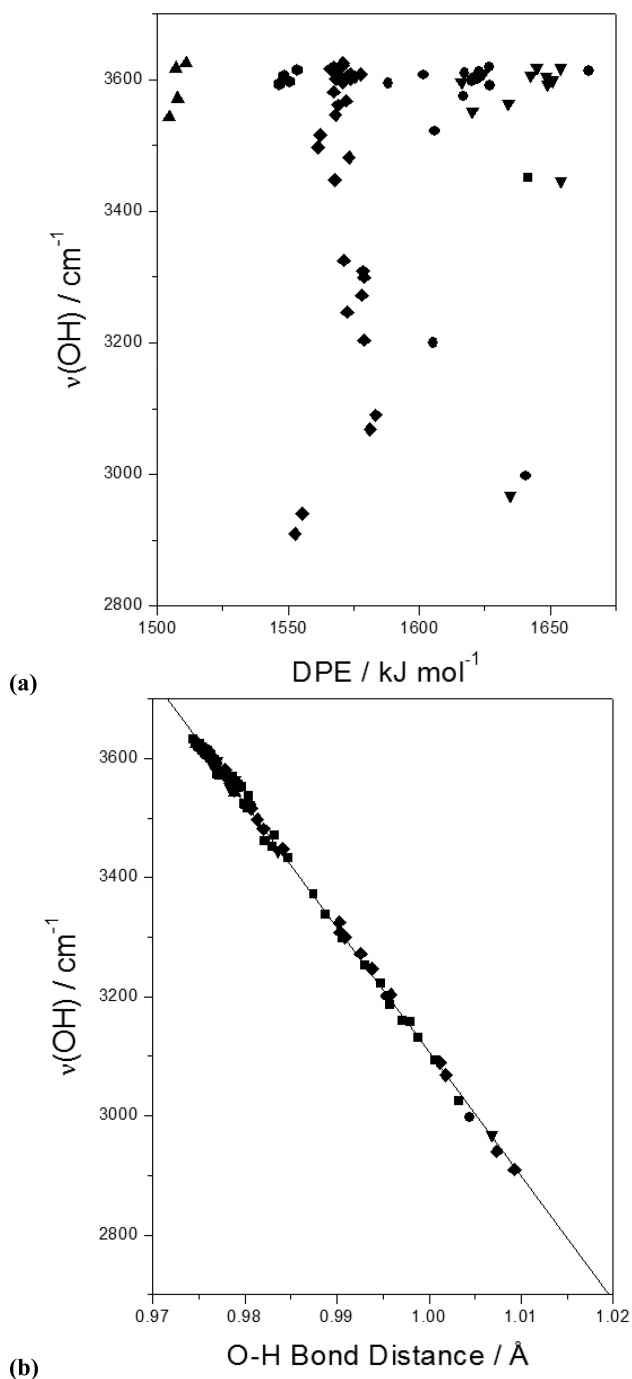 3600
3400
3200
3000
2800
ν(OH) / cm⁻¹
1500 1550 1600 1650
DPE / kJ mol⁻¹
(a)
3600
3400
3200
3000
2800
ν(OH) / cm⁻¹
0.97 0.98 0.99 1.00 1.01 1.02
O-H Bond Distance / Å
(b)